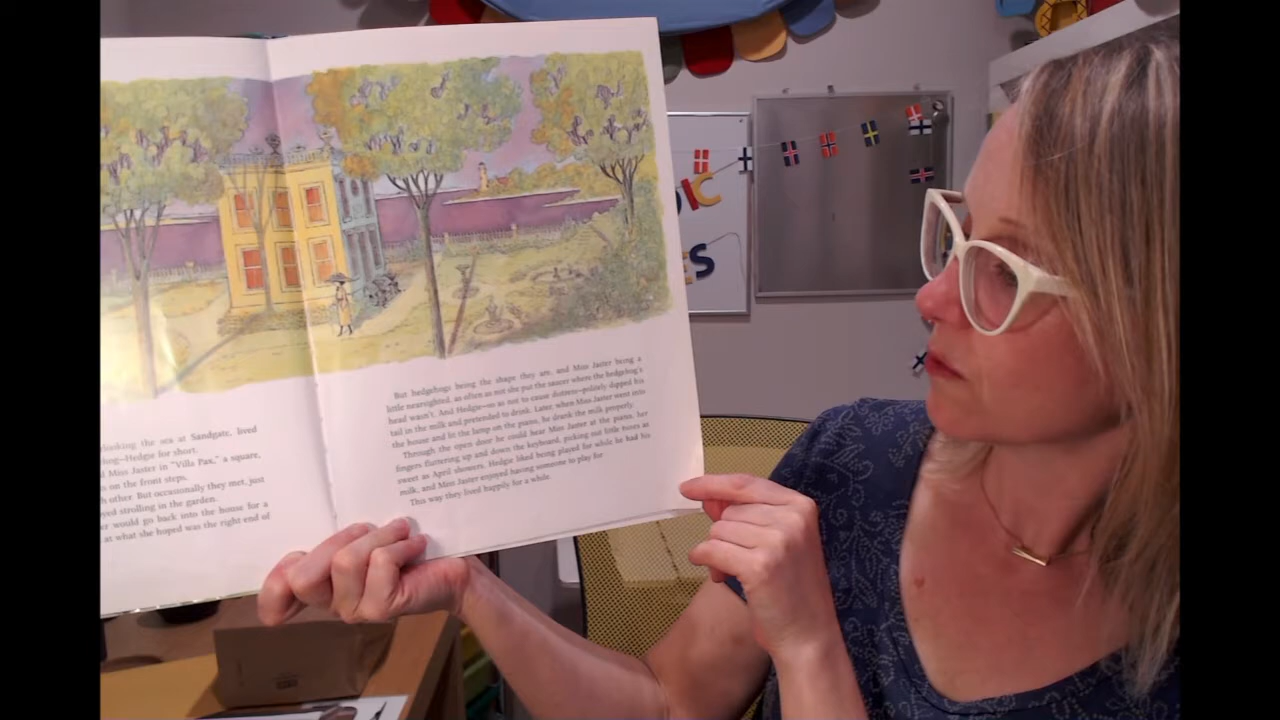 oking the sea at Sandgate, lived
og—Hedgie for short.
d Miss Jaster in "Villa Pax," a square,
s on the front steps.
h other. But occasionally they met, just
yed strolling in the garden.
er would go back into the house for a
at what she hoped was the right end of
But hedgehogs being the shape they are, and Miss Jaster being a
little nearsighted, as often as not she put the saucer where the hedgehog's
head wasn't. And Hedgie—so as not to cause distress—politely dipped his
tail in the milk and pretended to drink. Later, when Miss Jaster went into
the house and lit the lamp on the piano, he drank the milk properly.
Through the open door he could hear Miss Jaster at the piano, her
fingers fluttering up and down the keyboard, picking out little tunes as
sweet as April showers. Hedgie liked being played for while he had his
milk, and Miss Jaster enjoyed having someone to play for.
This way they lived happily for a while.
IC
ES